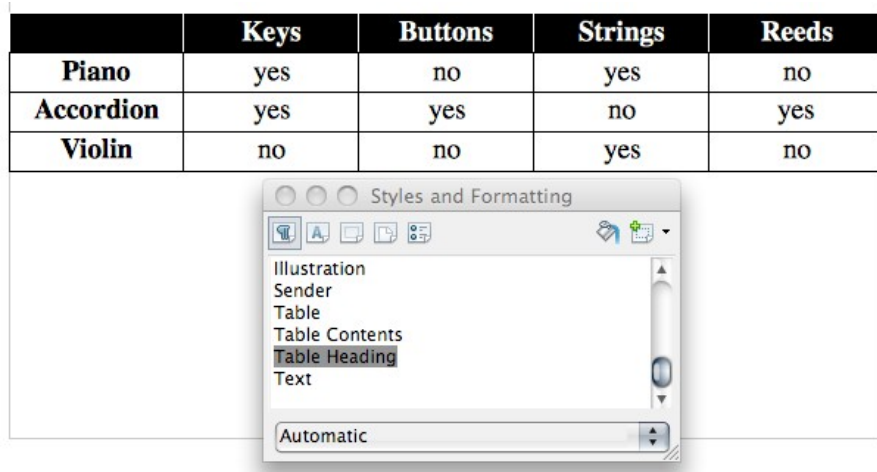 Keys Buttons Strings Reeds
Piano yes no yes no
Accordion yes yes no yes
Violin no no yes no
Styles and Formatting
Illustration
Sender
Table
Table Contents
Table Heading
Text
Automatic